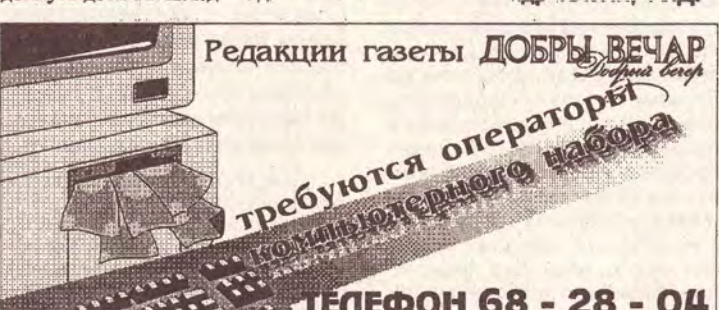 Редакции газеты ДОБРЫ ВЕЧАР
Добрый вечер
требуются операторы
компьютерного набора
ТЕЛЕФОН 68 - 28 - 04